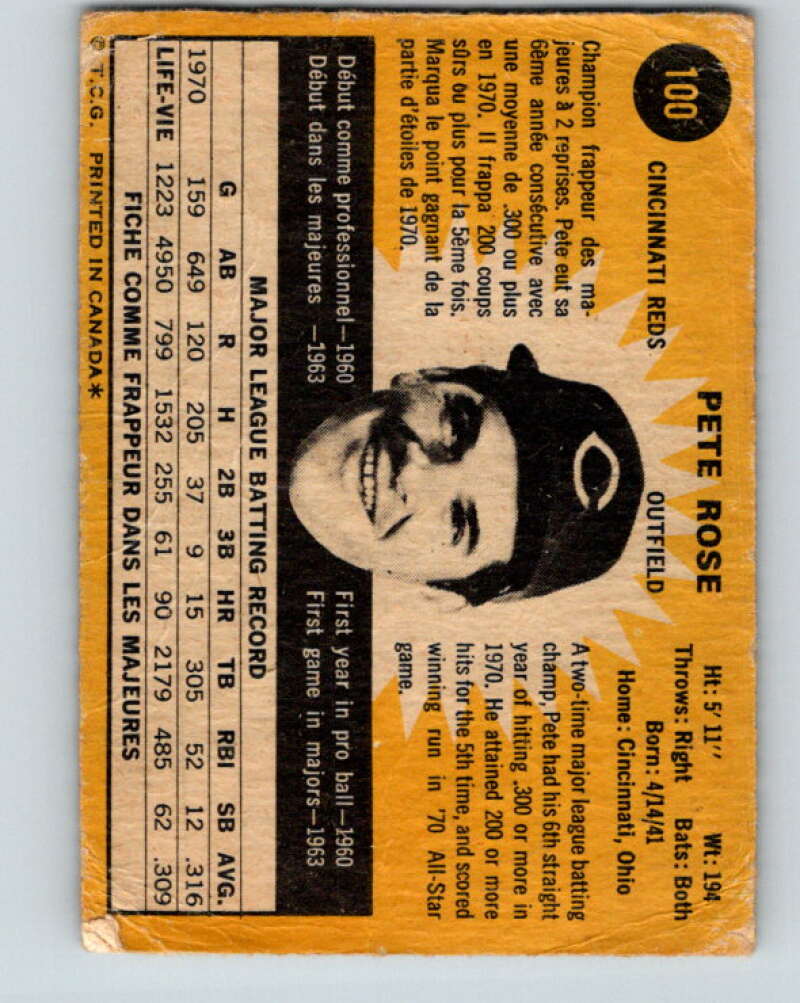 100
PETE ROSE
CINCINNATI REDS
OUTFIELD
Ht: 5' 11" Wt: 194
Throws: Right Bats: Both
Born: 4/14/41
Home: Cincinnati, Ohio
Champion frappeur des ma-
jeures à 2 reprises. Pete eut sa
6ème année consécutive avec
une moyenne de .300 ou plus
en 1970. Il frappa 200 coups
sûrs ou plus pour la 5ème fois.
Marqua le point gagnant de la
partie d'étoiles de 1970.
A two-time major league batting
champ, Pete had his 6th straight
year of hitting .300 or more in
1970. He attained 200 or more
hits for the 5th time, and scored
winning run in '70 All-Star
game.
Début comme professionnel—1960
Début dans les majeures —1963
First year in pro ball—1960
First game in majors—1963
MAJOR LEAGUE BATTING RECORD
G AB R H 2B 3B HR TB RBI SB AVG.
1970 159 649 120 205 37 9 15 305 52 12 .316
LIFE-VIE 1223 4950 799 1532 255 61 90 2179 485 62 .309
FICHE COMME FRAPPEUR DANS LES MAJEURES
© T.C.G. PRINTED IN CANADA*
C